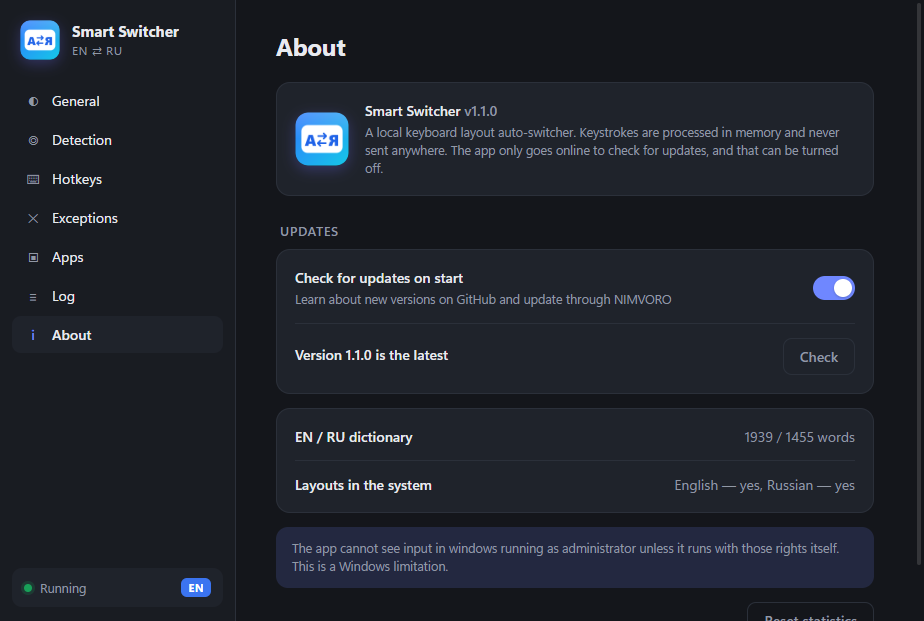 A⇄Я
Smart Switcher
EN ⇄ RU
General
Detection
Hotkeys
Exceptions
Apps
Log
i About
Running
EN
About
A⇄Я
Smart Switcher v1.1.0
A local keyboard layout auto-switcher. Keystrokes are processed in memory and never
sent anywhere. The app only goes online to check for updates, and that can be turned
off.
UPDATES
Check for updates on start
Learn about new versions on GitHub and update through NIMVORO
Version 1.1.0 is the latest
Check
EN / RU dictionary
1939 / 1455 words
Layouts in the system
English — yes, Russian — yes
The app cannot see input in windows running as administrator unless it runs with those rights itself.
This is a Windows limitation.
Reset statistics